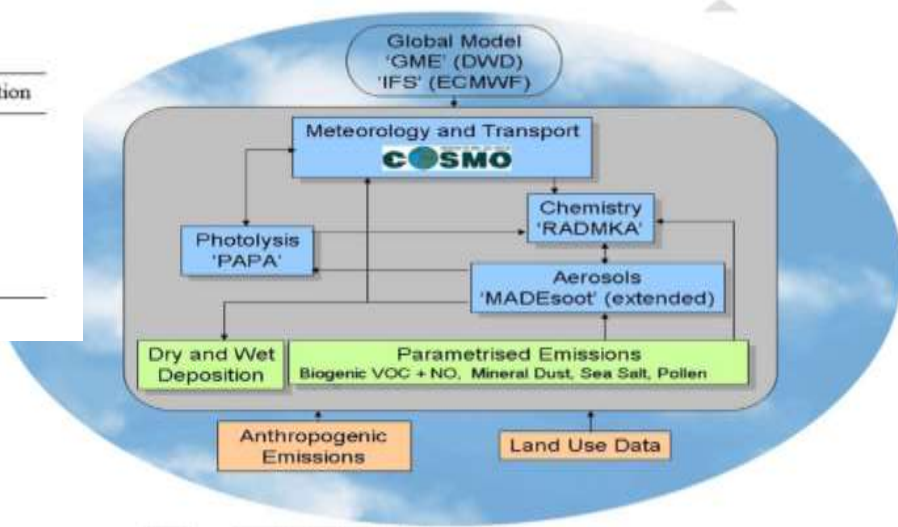 tion
Global Model
'GME' (DWD)
'IFS' (ECMWF)
Meteorology and Transport
COSMO
Chemistry
'RADMKA'
Photolysis
'PAPA'
Aerosols
'MADEsoot' (extended)
Dry and Wet
Deposition
Parametrised Emissions
Biogenic VOC + NO, Mineral Dust, Sea Salt, Pollen
Anthropogenic
Emissions
Land Use Data